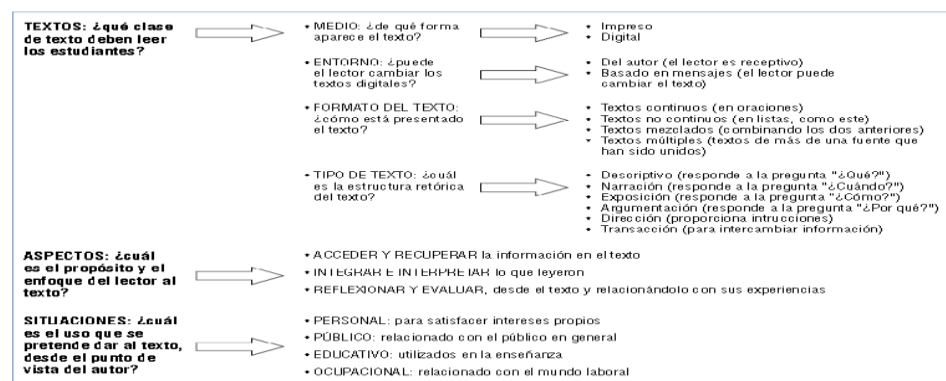 TEXTOS: ¿qué clase
de texto deben leer
los estudiantes?
• MEDIO: ¿de qué forma
aparece el texto?
• Impreso
• Digital
• ENTORNO: ¿puede
el lector cambiar los
textos digitales?
• Del autor (el lector es receptivo)
• Basado en mensajes (el lector puede
cambiar el texto)
• FORMATO DEL TEXTO:
¿cómo está presentado
el texto?
• Textos continuos (en oraciones)
• Textos no continuos (en listas, como este)
• Textos mezclados (combinando los dos anteriores)
• Textos múltiples (textos de más de una fuente que
han sido unidos)
• TIPO DE TEXTO: ¿cuál
es la estructura retórica
del texto?
• Descriptivo (responde a la pregunta "¿Qué?")
• Narración (responde a la pregunta "¿Cuándo?")
• Exposición (responde a la pregunta "¿Cómo?")
• Argumentación (responde a la pregunta "¿Por qué?")
• Dirección (proporciona intrucciones)
• Transacción (para intercambiar información)
ASPECTOS: ¿cuál
es el propósito y el
enfoque del lector al
texto?
• ACCEDER Y RECUPERAR la información en el texto
• INTEGRAR E INTERPRETAR lo que leyeron
• REFLEXIONAR Y EVALUAR, desde el texto y relacionándolo con sus experiencias
SITUACIONES: ¿cuál
es el uso que se
pretende dar al texto,
desde el punto de
vista del autor?
• PERSONAL: para satisfacer intereses propios
• PÚBLICO: relacionado con el público en general
• EDUCATIVO: utilizados en la enseñanza
• OCUPACIONAL: relacionado con el mundo laboral